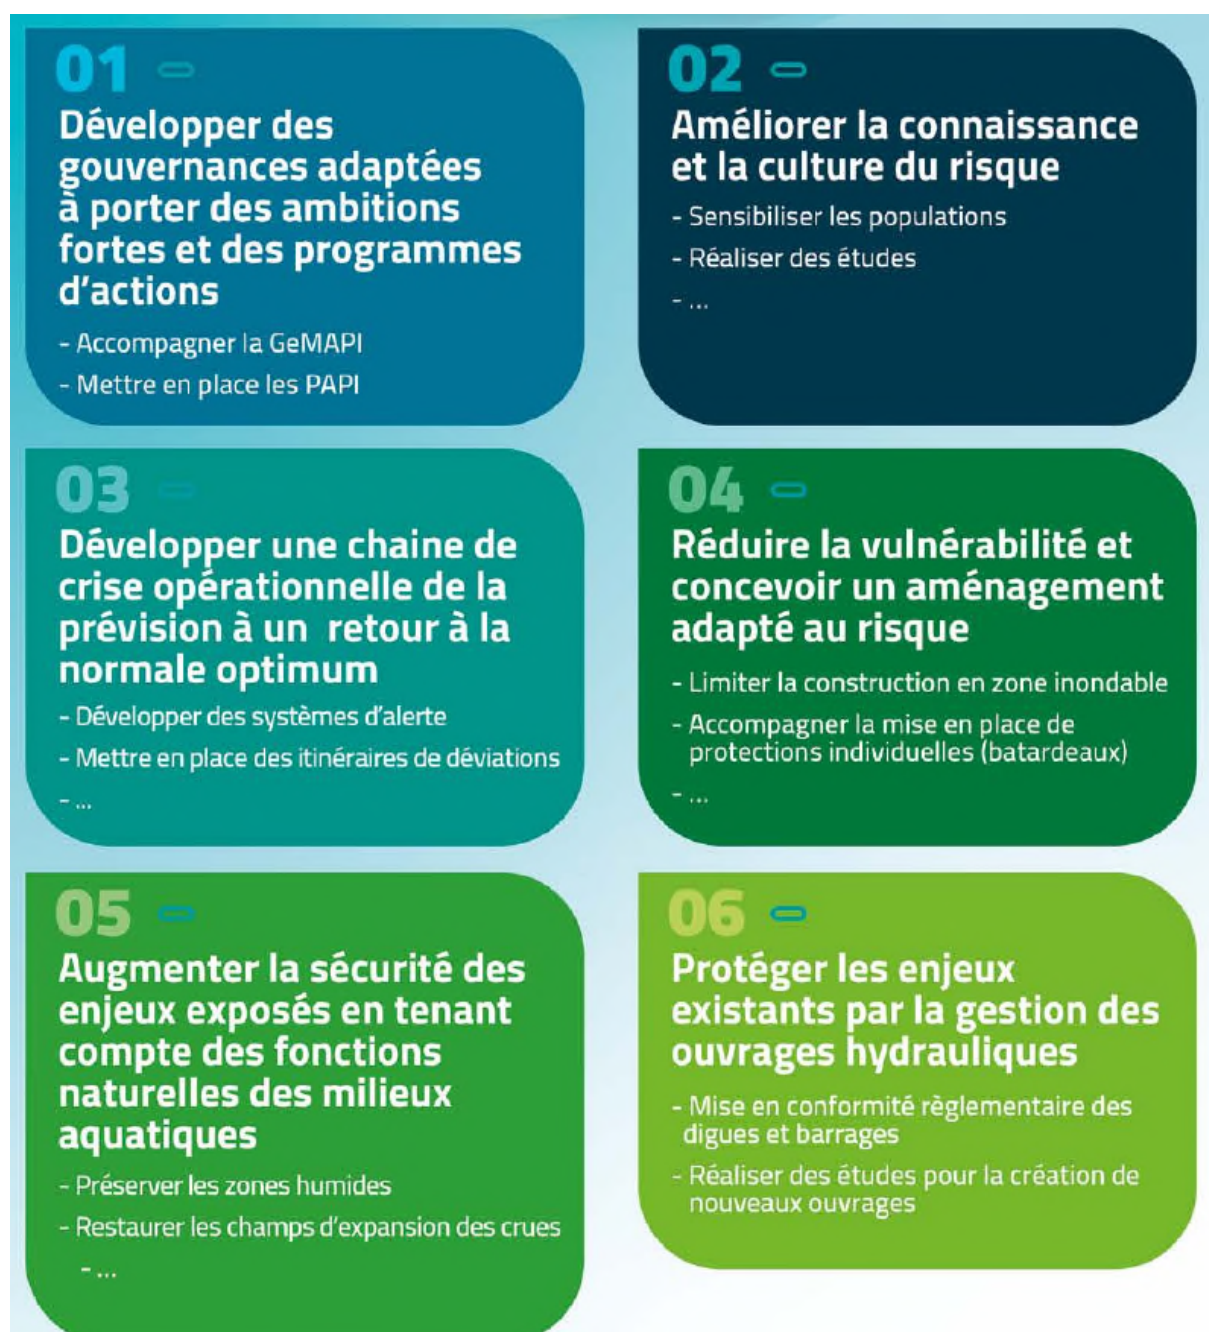 01
Développer des
gouvernances adaptées
à porter des ambitions
fortes et des programmes
d'actions
- Accompagner la GeMAPI
- Mettre en place les PAPI
02
Améliorer la connaissance
et la culture du risque
- Sensibiliser les populations
- Réaliser des études
- ...
03
Développer une chaine de
crise opérationnelle de la
prévision à un retour à la
normale optimum
- Développer des systèmes d'alerte
- Mettre en place des itinéraires de déviations
- ...
04
Réduire la vulnérabilité et
concevoir un aménagement
adapté au risque
- Limiter la construction en zone inondable
- Accompagner la mise en place de
protections individuelles (batardeaux)
- ...
05
Augmenter la sécurité des
enjeux exposés en tenant
compte des fonctions
naturelles des milieux
aquatiques
- Préserver les zones humides
- Restaurer les champs d'expansion des crues
- ...
06
Protéger les enjeux
existants par la gestion des
ouvrages hydrauliques
- Mise en conformité règlementaire des
digues et barrages
- Réaliser des études pour la création de
nouveaux ouvrages